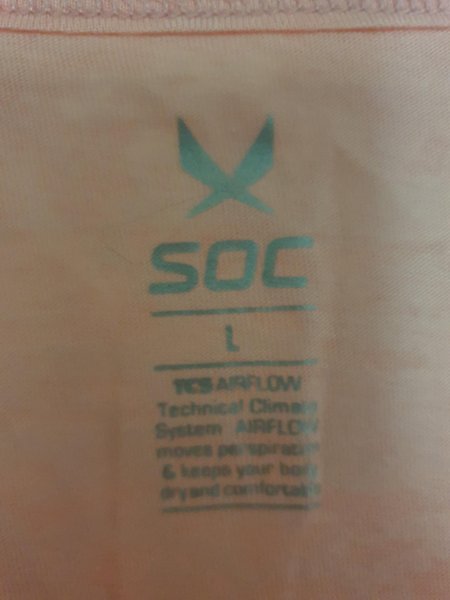 SOC
L
TCS AIRFLOW
Technical Climate
System AIRFLOW
moves perspiration
& keeps your body
dry and comfortable